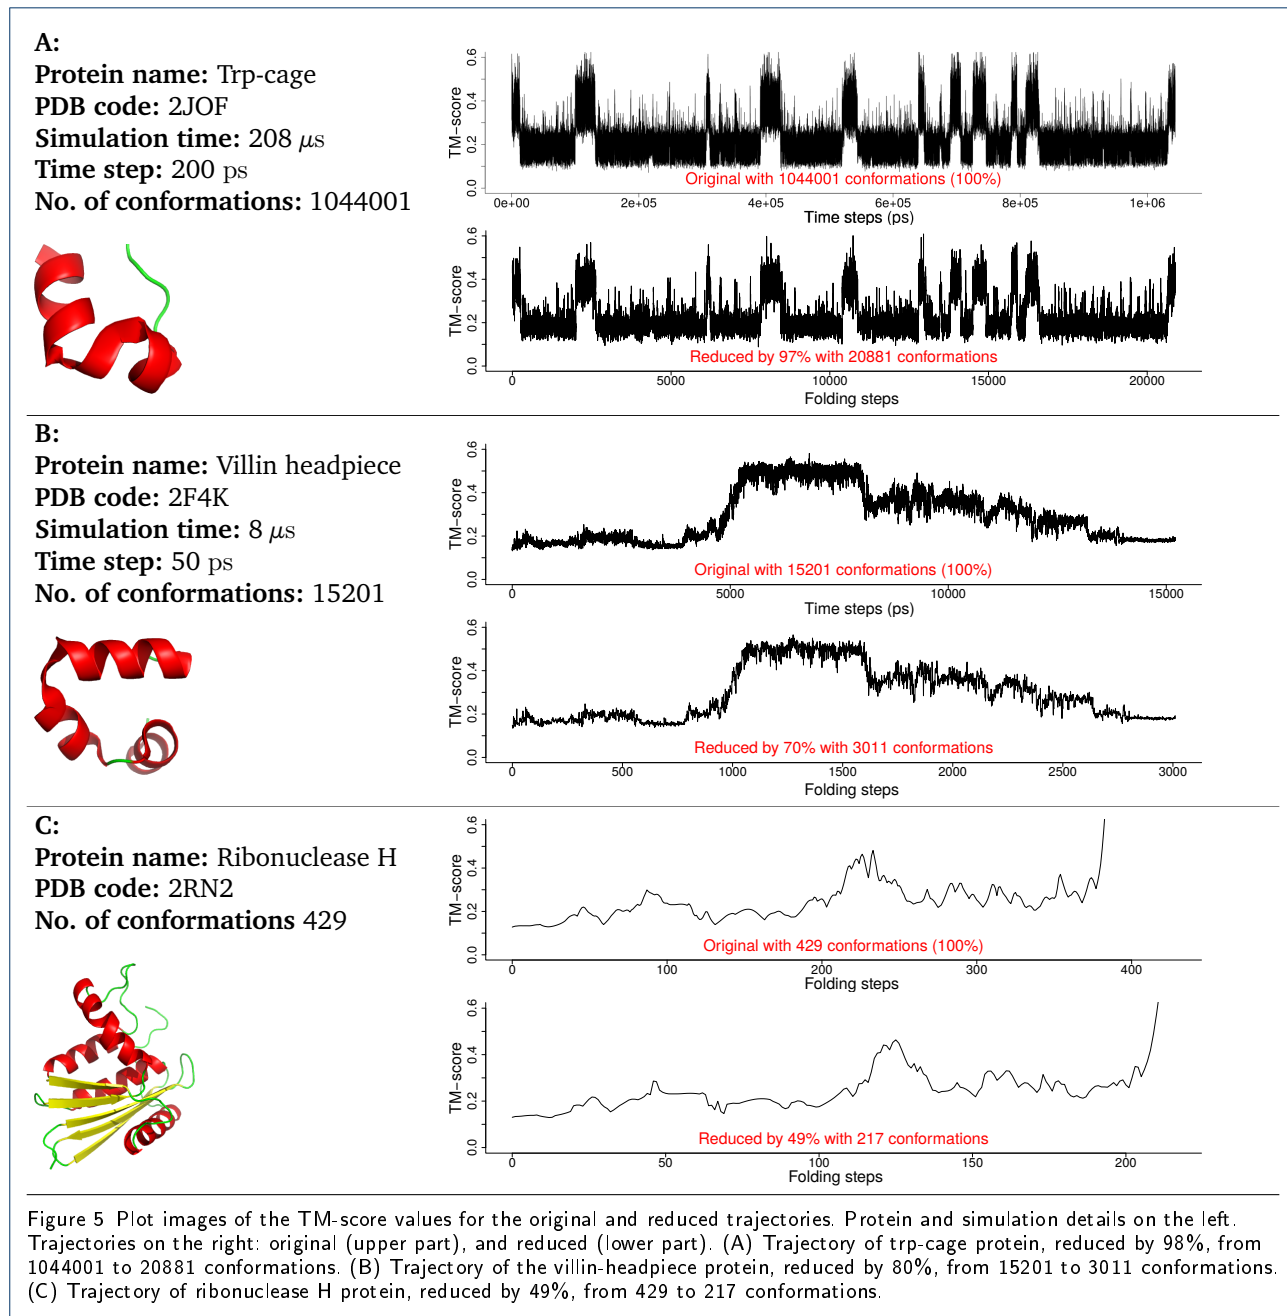 A:
Protein name: Trp-cage
PDB code: 2JOF
Simulation time: 208 μs
Time step: 200 ps
No. of conformations: 1044001
TM−score
0.0
0.2
0.4
0.6
Original with 1044001 conformations (100%)
0e+00 2e+05 4e+05 6e+05 8e+05 1e+06
Time steps (ps)
TM−score
0.0
0.2
0.4
0.6
Reduced by 97% with 20881 conformations
0 5000 10000 15000 20000
Folding steps
B:
Protein name: Villin headpiece
PDB code: 2F4K
Simulation time: 8 μs
Time step: 50 ps
No. of conformations: 15201
TM−score
0.0
0.2
0.4
0.6
Original with 15201 conformations (100%)
0 5000 10000 15000
Time steps (ps)
TM−score
0.0
0.2
0.4
0.6
Reduced by 70% with 3011 conformations
0 500 1000 1500 2000 2500 3000
Folding steps
C:
Protein name: Ribonuclease H
PDB code: 2RN2
No. of conformations 429
TM−score
0.0
0.2
0.4
0.6
Original with 429 conformations (100%)
0 100 200 300 400
Folding steps
TM−score
0.0
0.2
0.4
0.6
Reduced by 49% with 217 conformations
0 50 100 150 200
Folding steps
Figure 5 Plot images of the TM-score values for the original and reduced trajectories. Protein and simulation details on the left.
Trajectories on the right: original (upper part), and reduced (lower part). (A) Trajectory of trp-cage protein, reduced by 98%, from
1044001 to 20881 conformations. (B) Trajectory of the villin-headpiece protein, reduced by 80%, from 15201 to 3011 conformations.
(C) Trajectory of ribonuclease H protein, reduced by 49%, from 429 to 217 conformations.